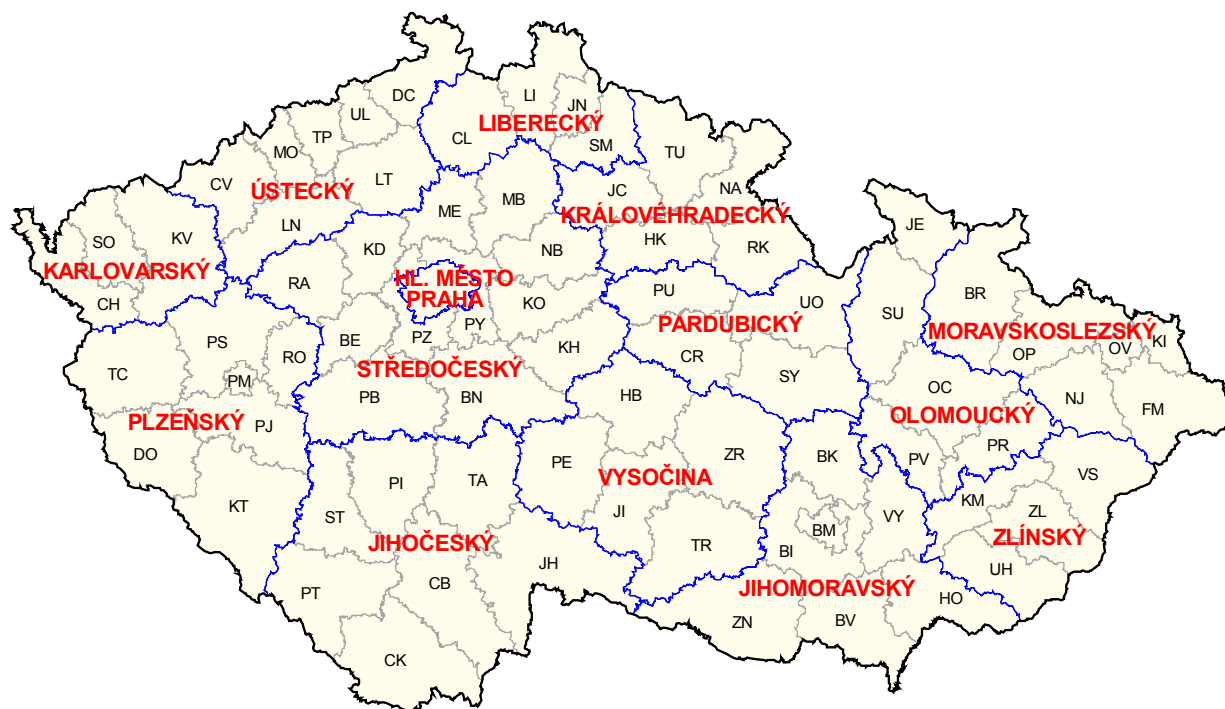 DC
LI
JN
UL
TP
LIBERECKÝ
CL
SM
MO
TU
LT
CV
ÚSTECKÝ
JC
NA
MB
ME
KRÁLOVÉHRADECKÝ
LN
SO
KV
HK
RK
KD
NB
JE
KARLOVARSKÝ
HL. MĚSTO
PRAHA
RA
PU
BR
CH
KO
UO
SU
PY
PARDUBICKÝ
MORAVSKOSLEZSKÝ
PS
BE
PZ
KH
RO
CR
OP
OV
KI
TC
STŘEDOČESKÝ
SY
PM
OC
PB
BN
HB
NJ
FM
OLOMOUCKÝ
PLZEŇSKÝ
PJ
PR
DO
PE
ZR
BK
PV
VS
VYSOČINA
PI
TA
KT
KM
ST
JI
ZL
VY
BM
ZLÍNSKÝ
JIHOČESKÝ
TR
BI
JH
UH
CB
PT
JIHOMORAVSKÝ
HO
ZN
BV
CK